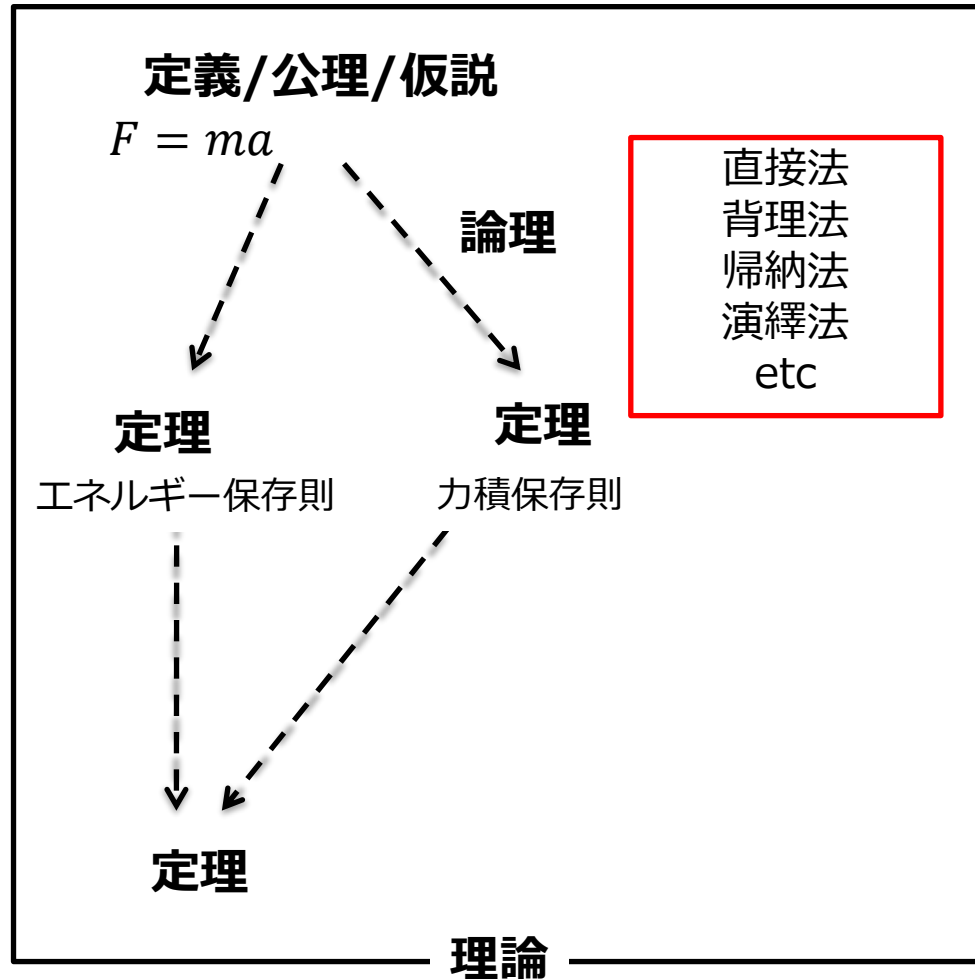 定義/公理/仮説
F = ma
論理
直接法
背理法
帰納法
演繹法
etc
定理
エネルギー保存則
定理
力積保存則
定理
理論